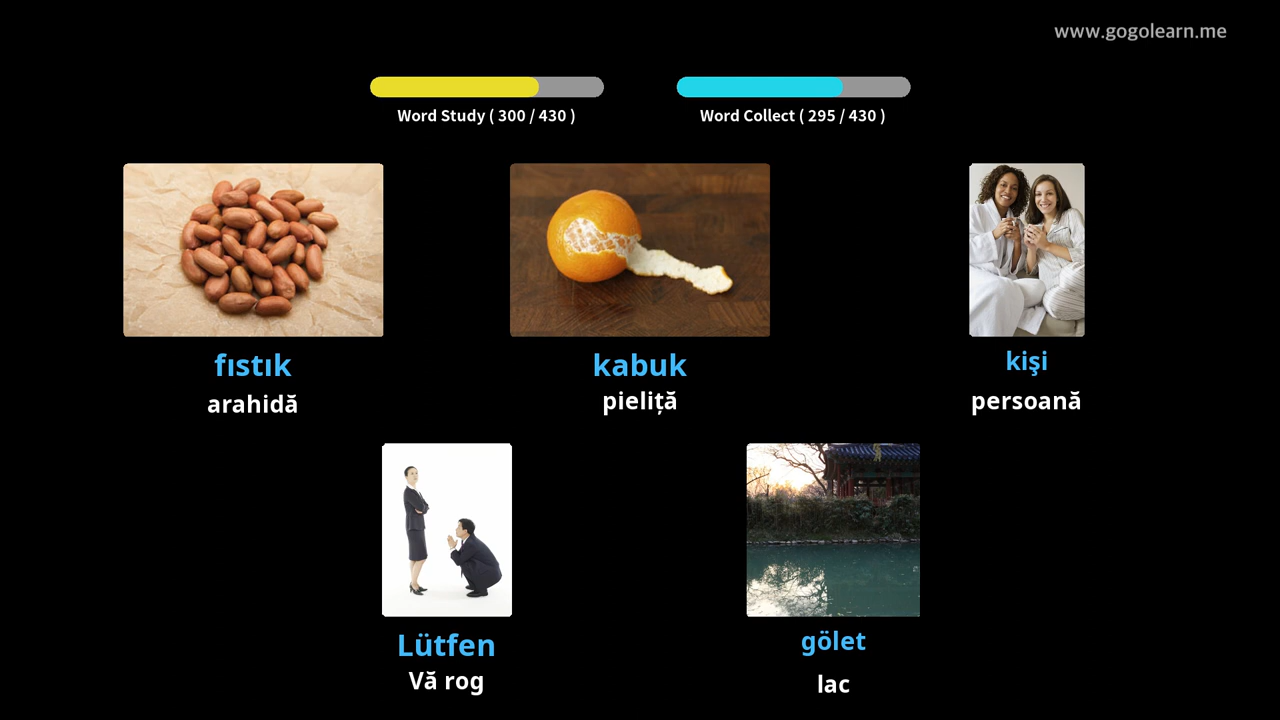 www.gogolearn.me
Word Study ( 300 / 430 )
Word Collect ( 295 / 430 )
fıstık
arahidă
kabuk
pieliță
kişi
persoană
Lütfen
Vă rog
gölet
lac